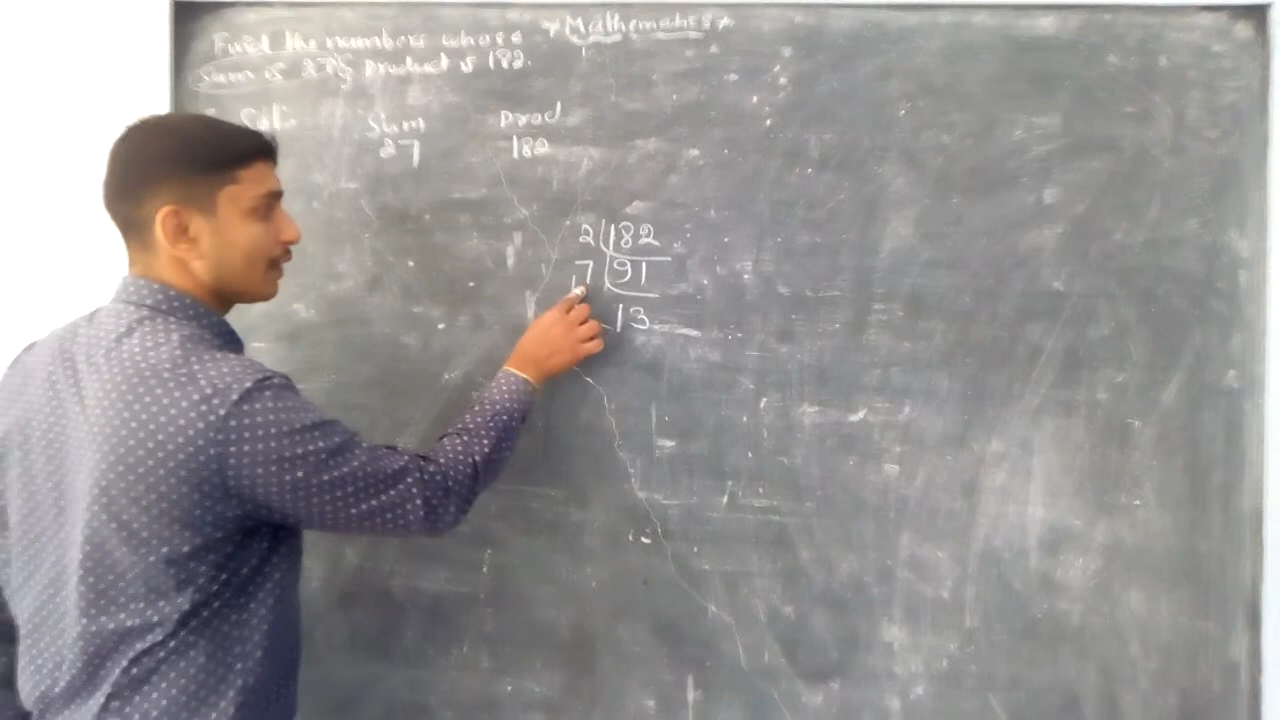 Mathematics
Find the numbers whose
Sum is 27 & product is 182.
Sol:
Sum Prod
27 182
2 182
7 91
13